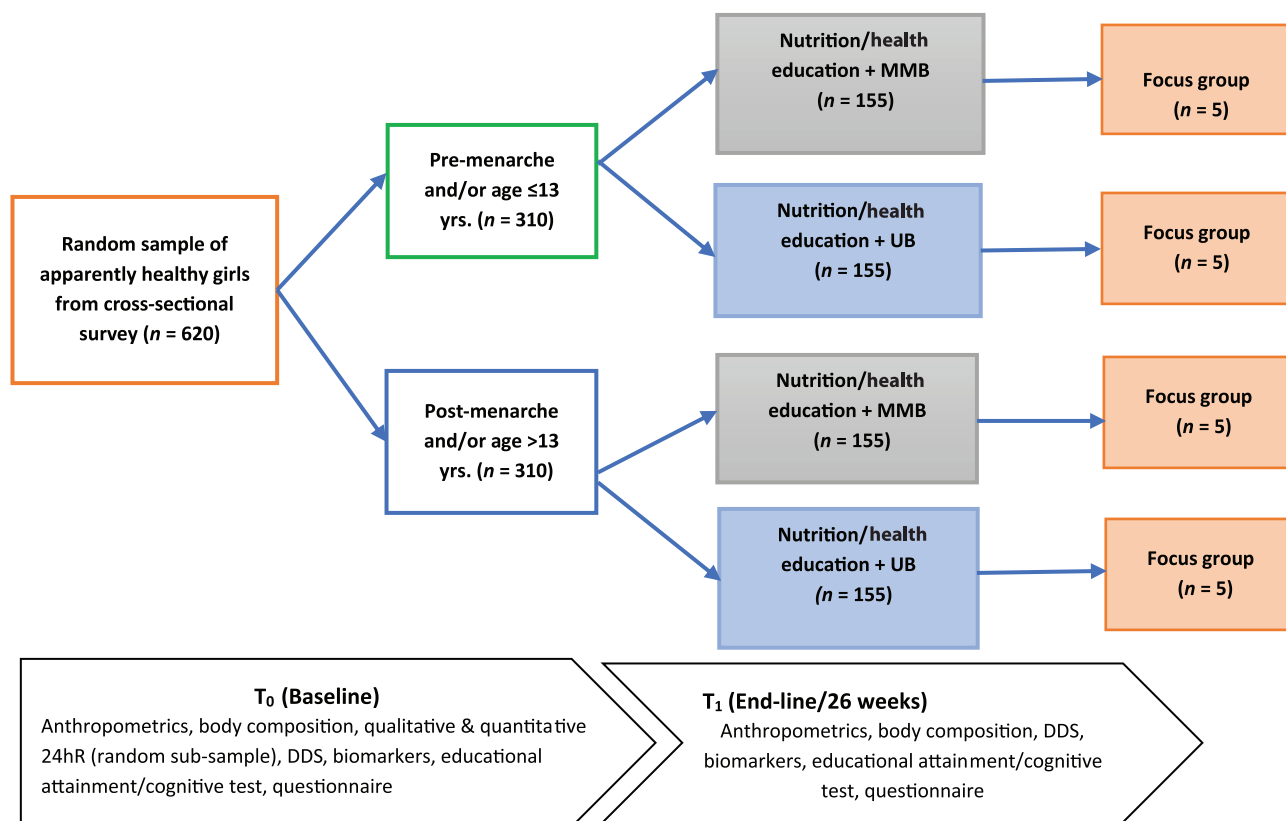 Random sample of
apparently healthy girls
from cross-sectional
survey (n = 620)
Pre-menarche
and/or age ≤13
yrs. (n = 310)
Post-menarche
and/or age >13
yrs. (n = 310)
Nutrition/health
education + MMB
(n = 155)
Nutrition/health
education + UB
(n = 155)
Nutrition/health
education + MMB
(n = 155)
Nutrition/health
education + UB
(n = 155)
Focus group
(n = 5)
Focus group
(n = 5)
Focus group
(n = 5)
Focus group
(n = 5)
T₀ (Baseline)
Anthropometrics, body composition, qualitative & quantitative
24hR (random sub-sample), DDS, biomarkers, educational
attainment/cognitive test, questionnaire
T₁ (End-line/26 weeks)
Anthropometrics, body composition, DDS,
biomarkers, educational attainment/cognitive
test, questionnaire